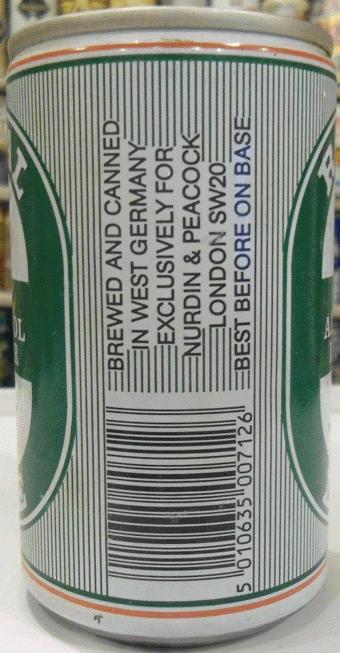 BREWED AND CANNED
IN WEST GERMANY
EXCLUSIVELY FOR
NURDIN & PEACOCK
LONDON SW20
BEST BEFORE ON BASE
5 010635 007126